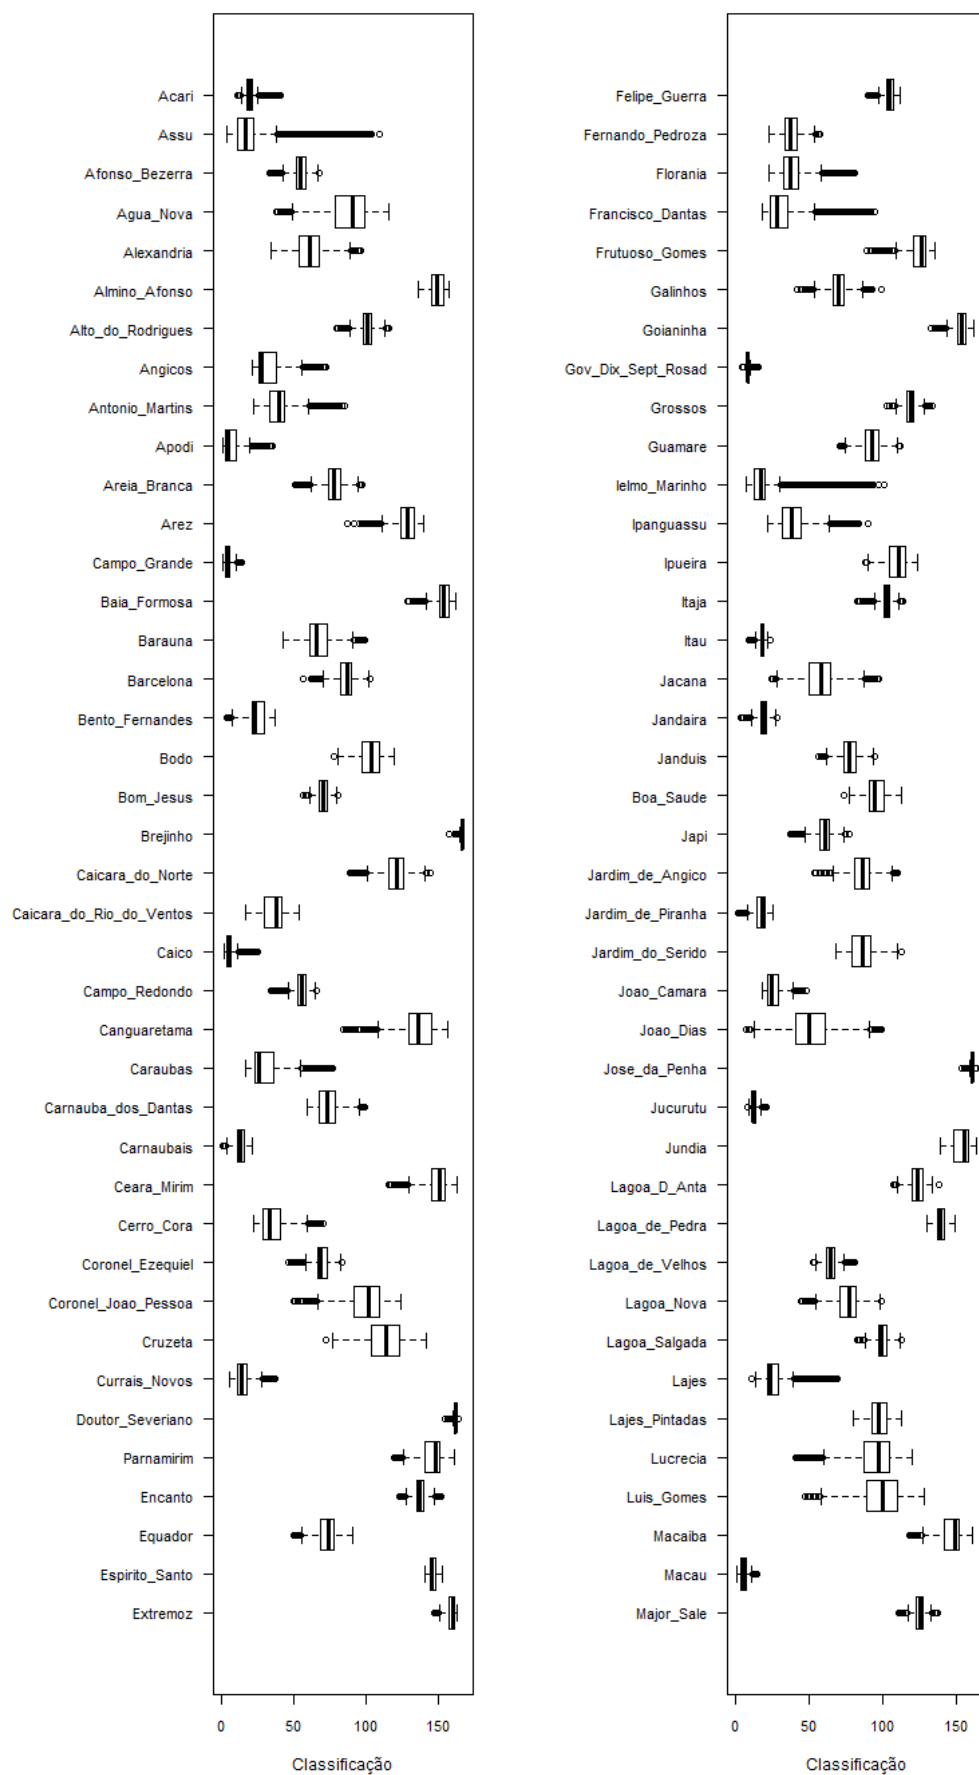 Acari
Assu
Afonso_Bezerra
Agua_Nova
Alexandria
Almino_Afonso
Alto_do_Rodrigues
Angicos
Antonio_Martins
Apodi
Areia_Branca
Arez
Campo_Grande
Baia_Formosa
Barauna
Barcelona
Bento_Fernandes
Bodo
Bom_Jesus
Brejinho
Caicara_do_Norte
Caicara_do_Rio_do_Ventos
Caico
Campo_Redondo
Canguaretama
Caraubas
Carnauba_dos_Dantas
Carnaubais
Ceara_Mirim
Cerro_Cora
Coronel_Ezequiel
Coronel_Joao_Pessoa
Cruzeta
Currais_Novos
Doutor_Severiano
Parnamirim
Encanto
Equador
Espirito_Santo
Extremoz
0 50 100 150
Classificação
Felipe_Guerra
Fernando_Pedroza
Florania
Francisco_Dantas
Frutuoso_Gomes
Galinhos
Goianinha
Gov_Dix_Sept_Rosad
Grossos
Guamare
Ielmo_Marinho
Ipanguassu
Ipueira
Itaja
Itau
Jacana
Jandaira
Janduis
Boa_Saude
Japi
Jardim_de_Angico
Jardim_de_Piranha
Jardim_do_Serido
Joao_Camara
Joao_Dias
Jose_da_Penha
Jucurutu
Jundia
Lagoa_D_Anta
Lagoa_de_Pedra
Lagoa_de_Velhos
Lagoa_Nova
Lagoa_Salgada
Lajes
Lajes_Pintadas
Lucrecia
Luis_Gomes
Macaiba
Macau
Major_Sale
0 50 100 150
Classificação